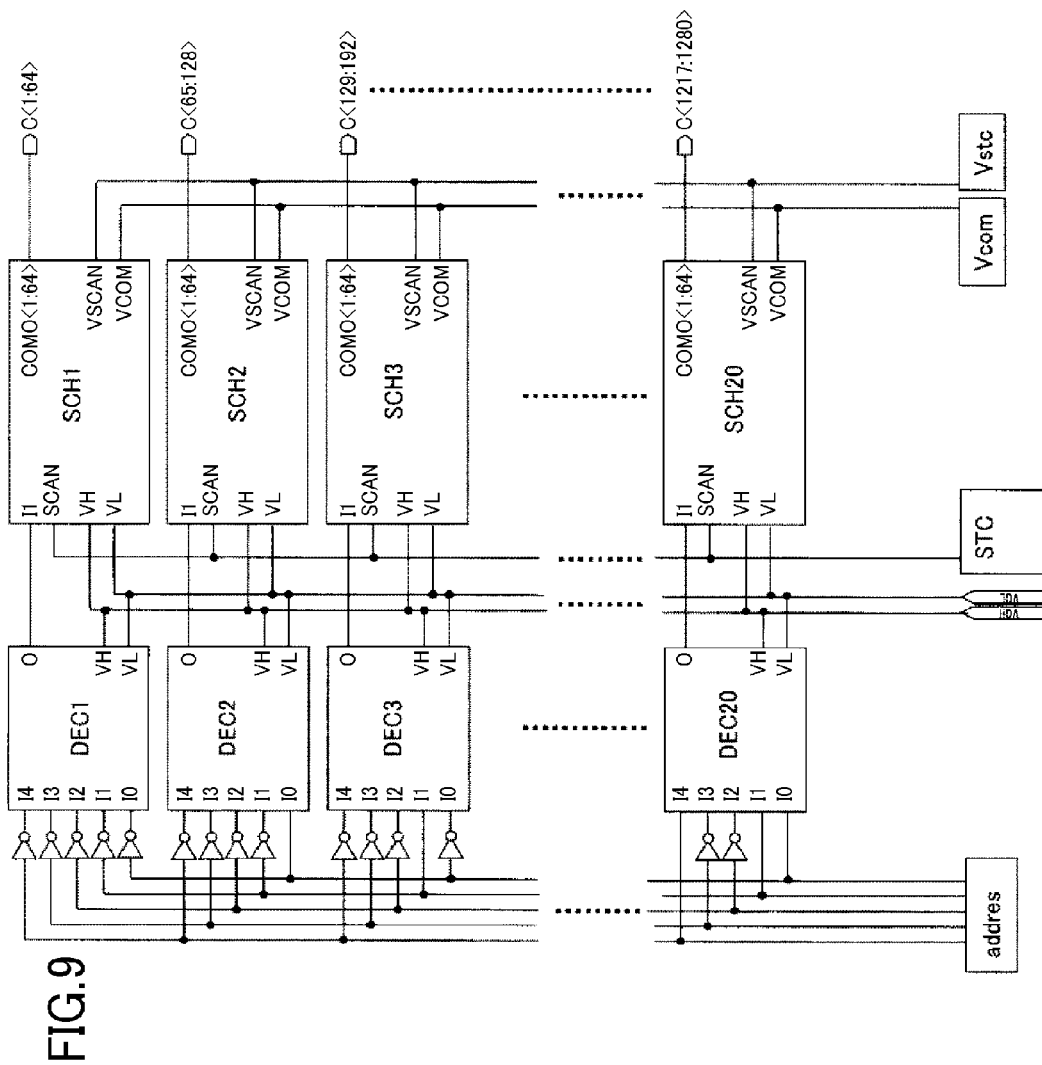 FIG.9
C<1:64>
C<65:128>
C<129:192>
C<1217:1280>
COMO<1:64>
VSCAN
VCOM
SCH1
I1
SCAN
VH
VL
COMO<1:64>
VSCAN
VCOM
SCH2
I1
SCAN
VH
VL
COMO<1:64>
VSCAN
VCOM
SCH3
I1
SCAN
VH
VL
COMO<1:64>
VSCAN
VCOM
SCH20
I1
SCAN
VH
VL
O
VH
VL
DEC1
I4
I3
I2
I1
I0
O
VH
VL
DEC2
I4
I3
I2
I1
I0
O
VH
VL
DEC3
I4
I3
I2
I1
I0
O
VH
VL
DEC20
I4
I3
I2
I1
I0
Vstc
Vcom
STC
VGL
VGH
addres